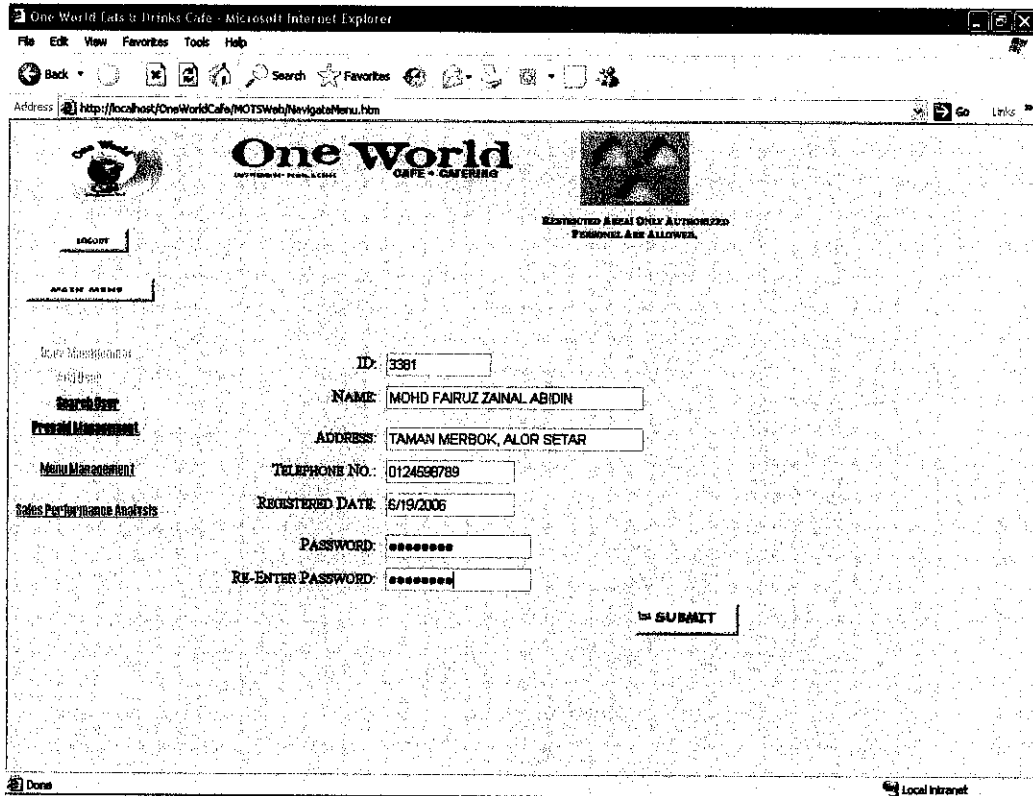 One World Eats & Drinks Cafe - Microsoft Internet Explorer
File Edit View Favorites Tools Help
Back Search Favorites
Address http://localhost/OneWorldCafe/MOTSWeb/NavigateMenu.htm Go Links »
One World
One World
CAFE • CATERING
RESTRICTED AREA! ONLY AUTHORIZED
PERSONEL ARE ALLOWED.
LOGOUT
MAIN MENU
Add User
Search User
Prepaid Management
Menu Management
Sales Performance Analysis
ID: 3381
NAME: MOHD FAIRUZ ZAINAL ABIDIN
ADDRESS: TAMAN MERBOK, ALOR SETAR
TELEPHONE NO.: 0124598789
REGISTERED DATE: 6/19/2006
PASSWORD: ●●●●●●●●
RE-ENTER PASSWORD: ●●●●●●●●
SUBMIT
Done
Local intranet